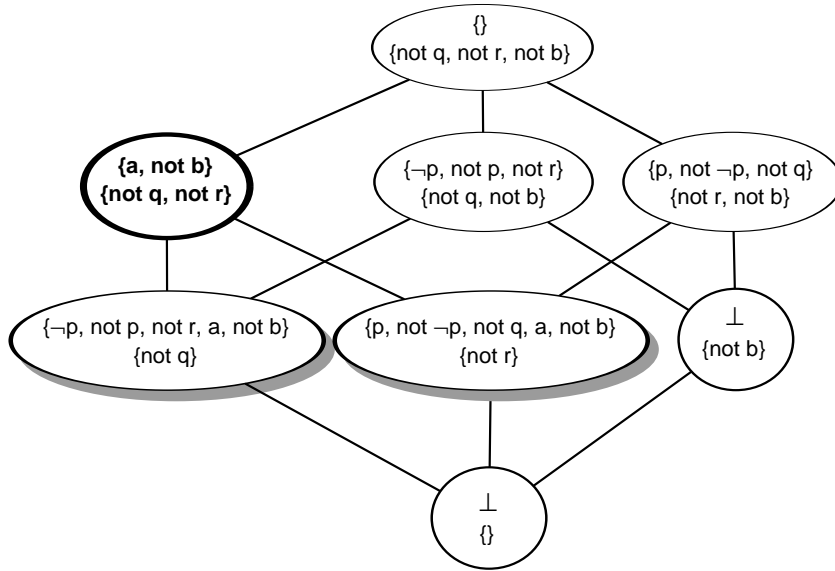 {}
{not q, not r, not b}
{a, not b}
{not q, not r}
{¬p, not p, not r}
{not q, not b}
{p, not ¬p, not q}
{not r, not b}
{¬p, not p, not r, a, not b}
{not q}
{p, not ¬p, not q, a, not b}
{not r}
⊥
{not b}
⊥
{}